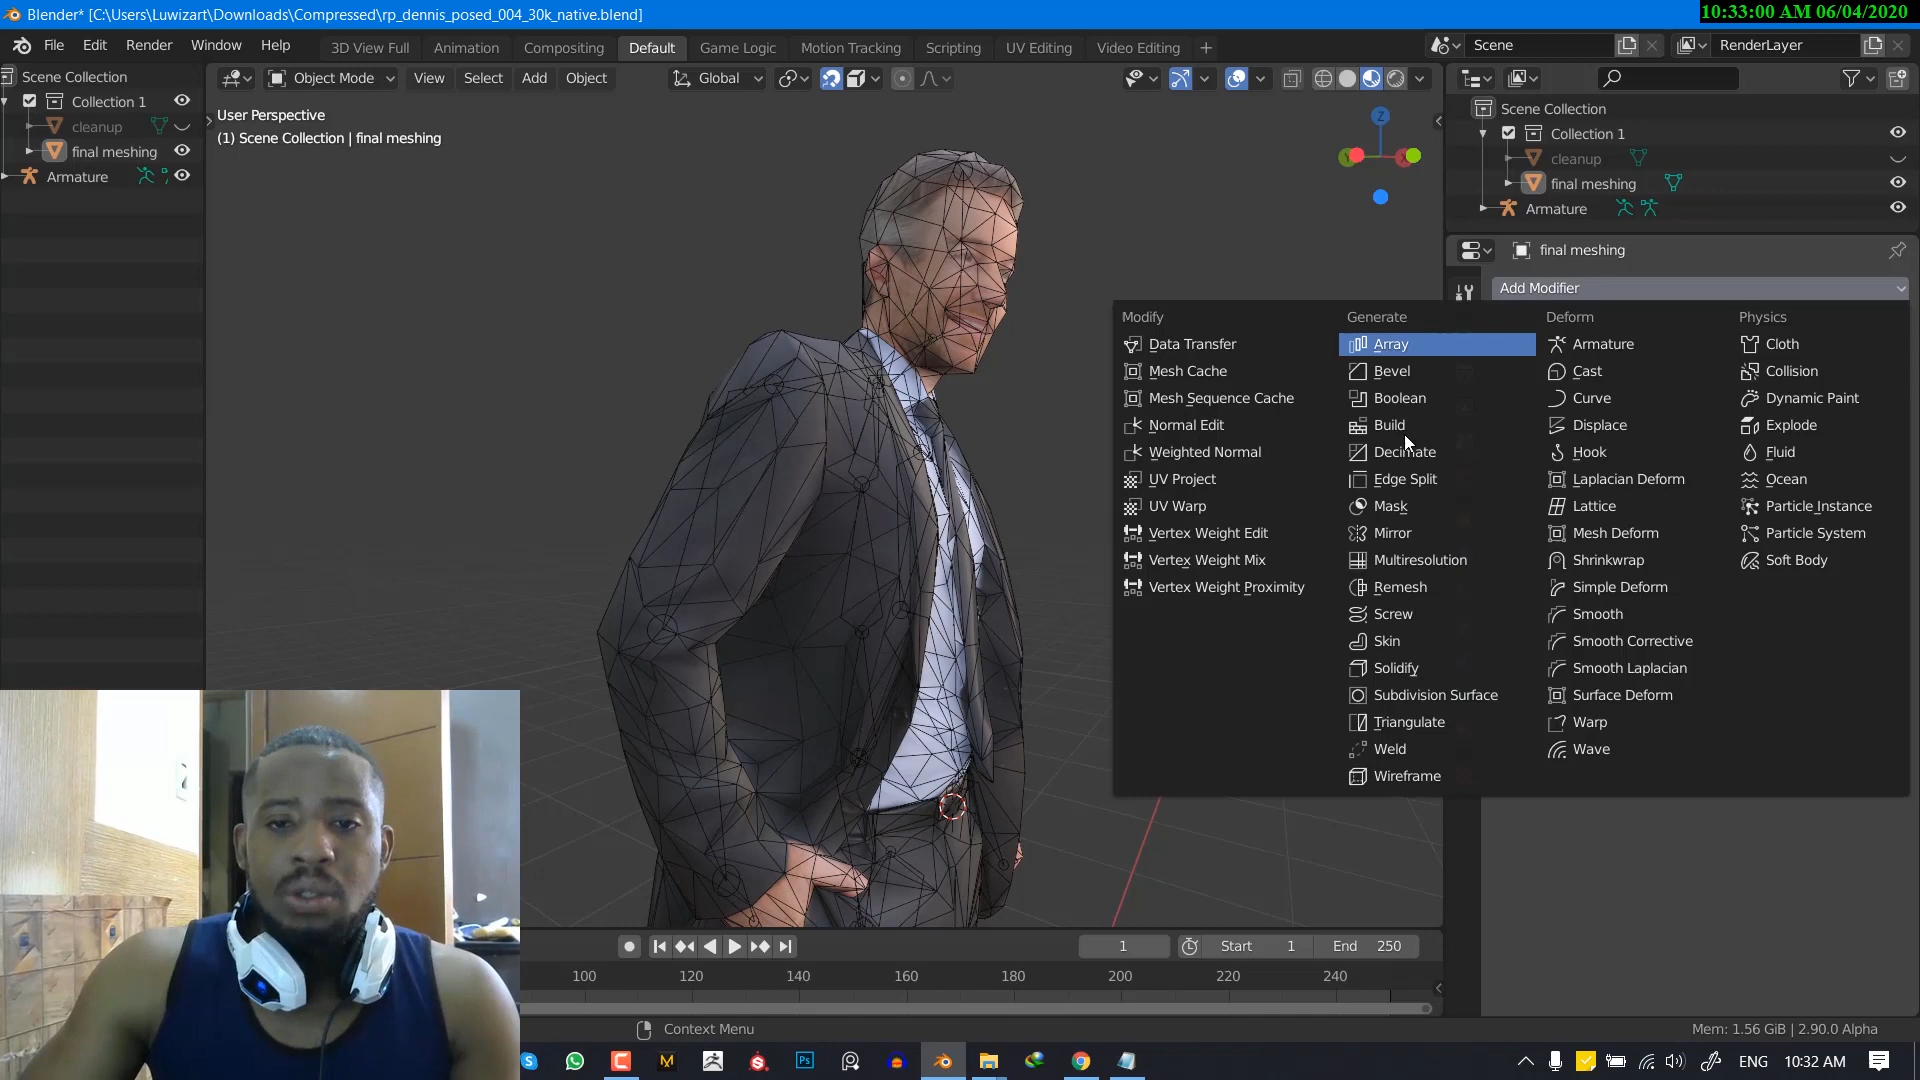 Blender* [C:\Users\Luwizart\Downloads\Compressed\rp_dennis_posed_004_30k_native.blend]
10:33:00 AM 06/04/2020
File Edit Render Window Help
3D View Full Animation Compositing Default Game Logic Motion Tracking Scripting UV Editing Video Editing +
Scene
RenderLayer
Scene Collection
Collection 1
cleanup
final meshing
Armature
Object Mode View Select Add Object
Global
User Perspective
(1) Scene Collection | final meshing
Z
Scene Collection
Collection 1
cleanup
final meshing
Armature
final meshing
Add Modifier
Modify
Data Transfer
Mesh Cache
Mesh Sequence Cache
Normal Edit
Weighted Normal
UV Project
UV Warp
Vertex Weight Edit
Vertex Weight Mix
Vertex Weight Proximity
Generate
Array
Bevel
Boolean
Build
Decimate
Edge Split
Mask
Mirror
Multiresolution
Remesh
Screw
Skin
Solidify
Subdivision Surface
Triangulate
Weld
Wireframe
Deform
Armature
Cast
Curve
Displace
Hook
Laplacian Deform
Lattice
Mesh Deform
Shrinkwrap
Simple Deform
Smooth
Smooth Corrective
Smooth Laplacian
Surface Deform
Warp
Wave
Physics
Cloth
Collision
Dynamic Paint
Explode
Fluid
Ocean
Particle Instance
Particle System
Soft Body
1
Start 1
End 250
100 120 140 160 180 200 220 240
Context Menu
Mem: 1.56 GiB | 2.90.0 Alpha
Ps
ENG
10:32 AM